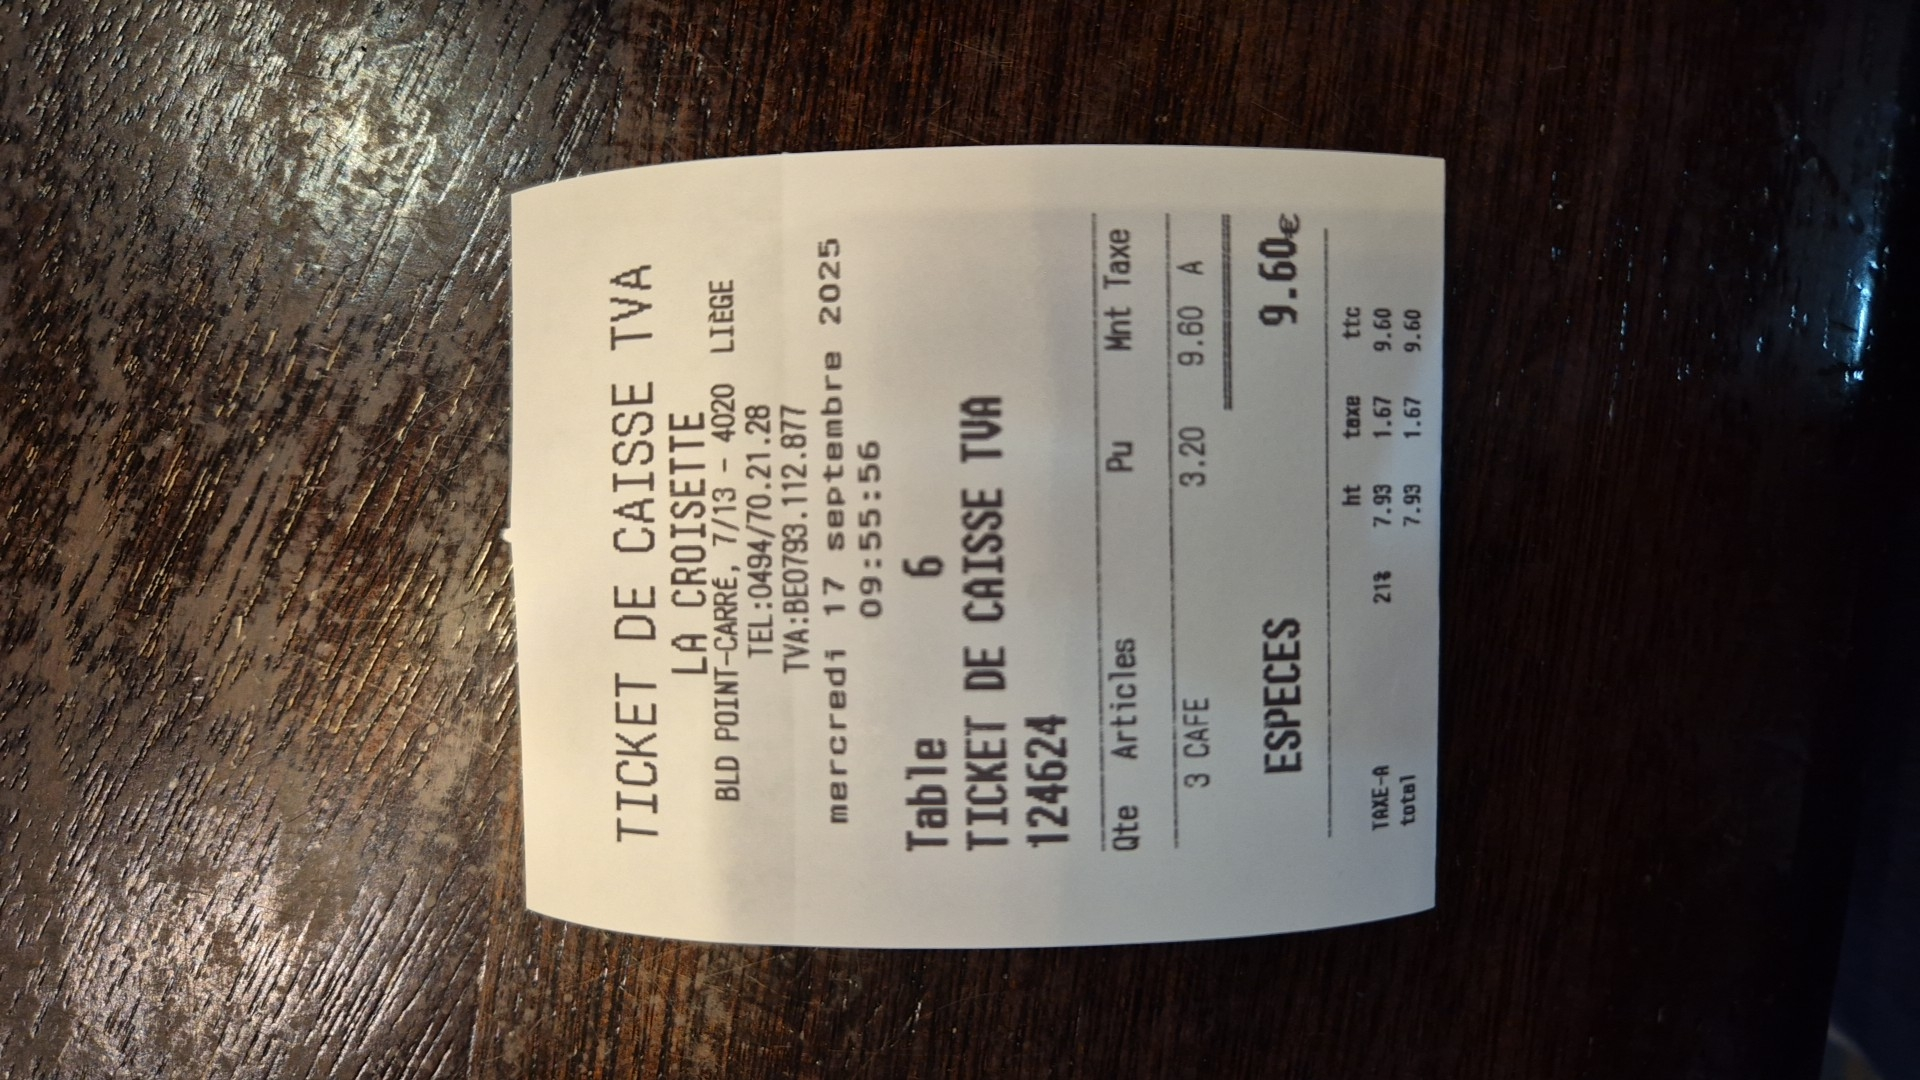 TICKET DE CAISSE TVA
LA CROISETTE
BLD POINT-CARRÉ, 7/13 - 4020 LIEGE
TEL:0494/70.21.28
TVA:BE0793.112.877
mercredi 17 septembre 2025
09:55:56
Table 6
TICKET DE CAISSE TVA
124624
Qte Articles Pu Mnt Taxe
3 CAFE 3.20 9.60 A
ESPECES 9.60€
ht taxe ttc
TAXE-A 21% 7.93 1.67 9.60
total 7.93 1.67 9.60